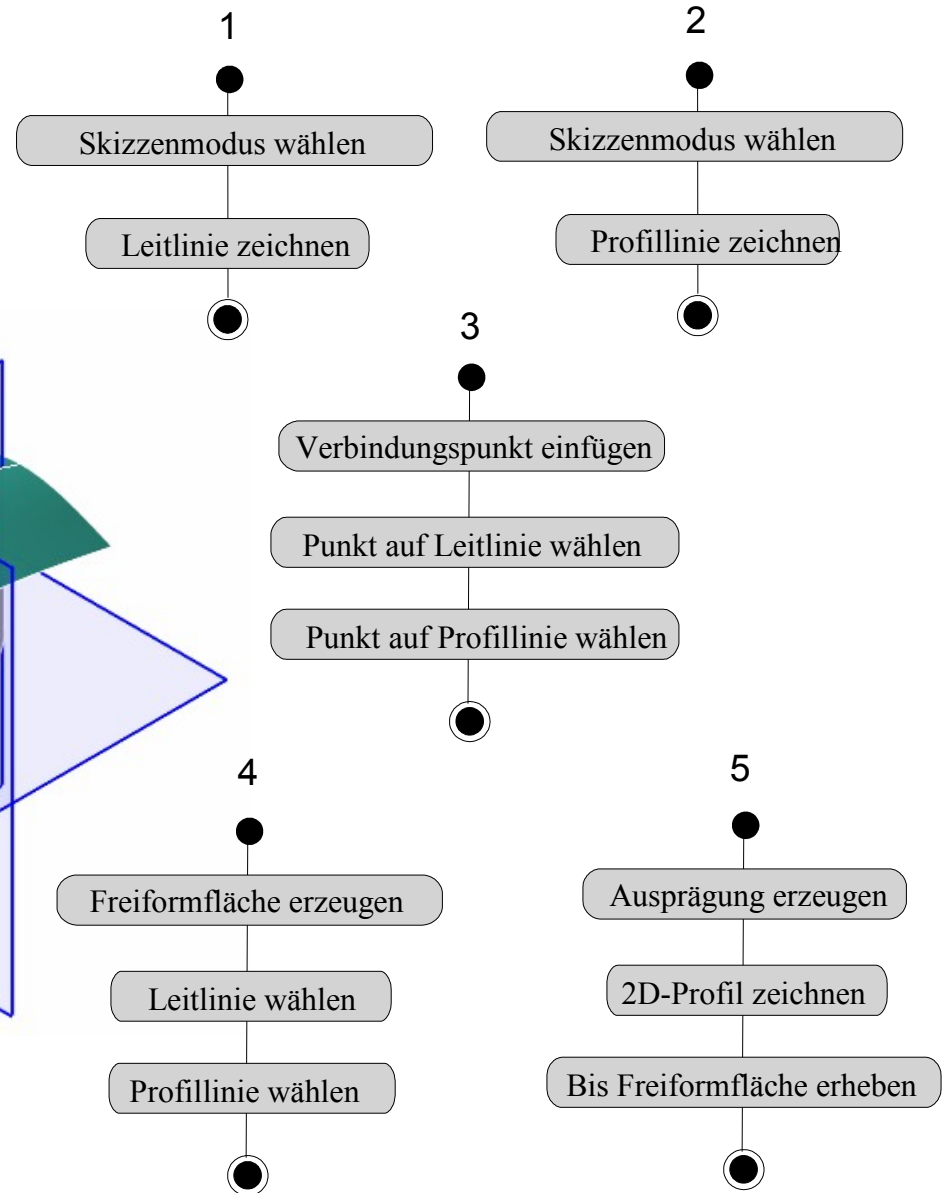 1
Skizzenmodus wählen
Leitlinie zeichnen
2
Skizzenmodus wählen
Profillinie zeichnen
3
Verbindungspunkt einfügen
Punkt auf Leitlinie wählen
Punkt auf Profillinie wählen
4
Freiformfläche erzeugen
Leitlinie wählen
Profillinie wählen
5
Ausprägung erzeugen
2D-Profil zeichnen
Bis Freiformfläche erheben